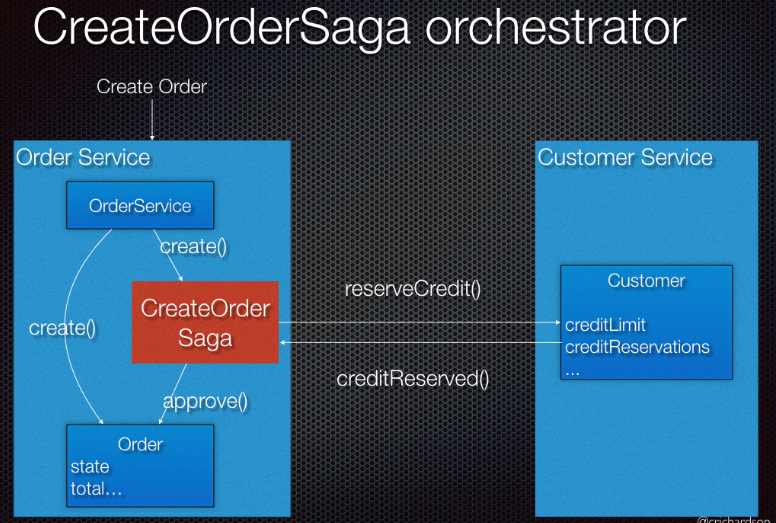 CreateOrderSaga orchestrator
Create Order
Order Service
OrderService
create()
create()
CreateOrder
Saga
approve()
Order
state
total...
reserveCredit()
creditReserved()
Customer Service
Customer
creditLimit
creditReservations
...
@crichardson